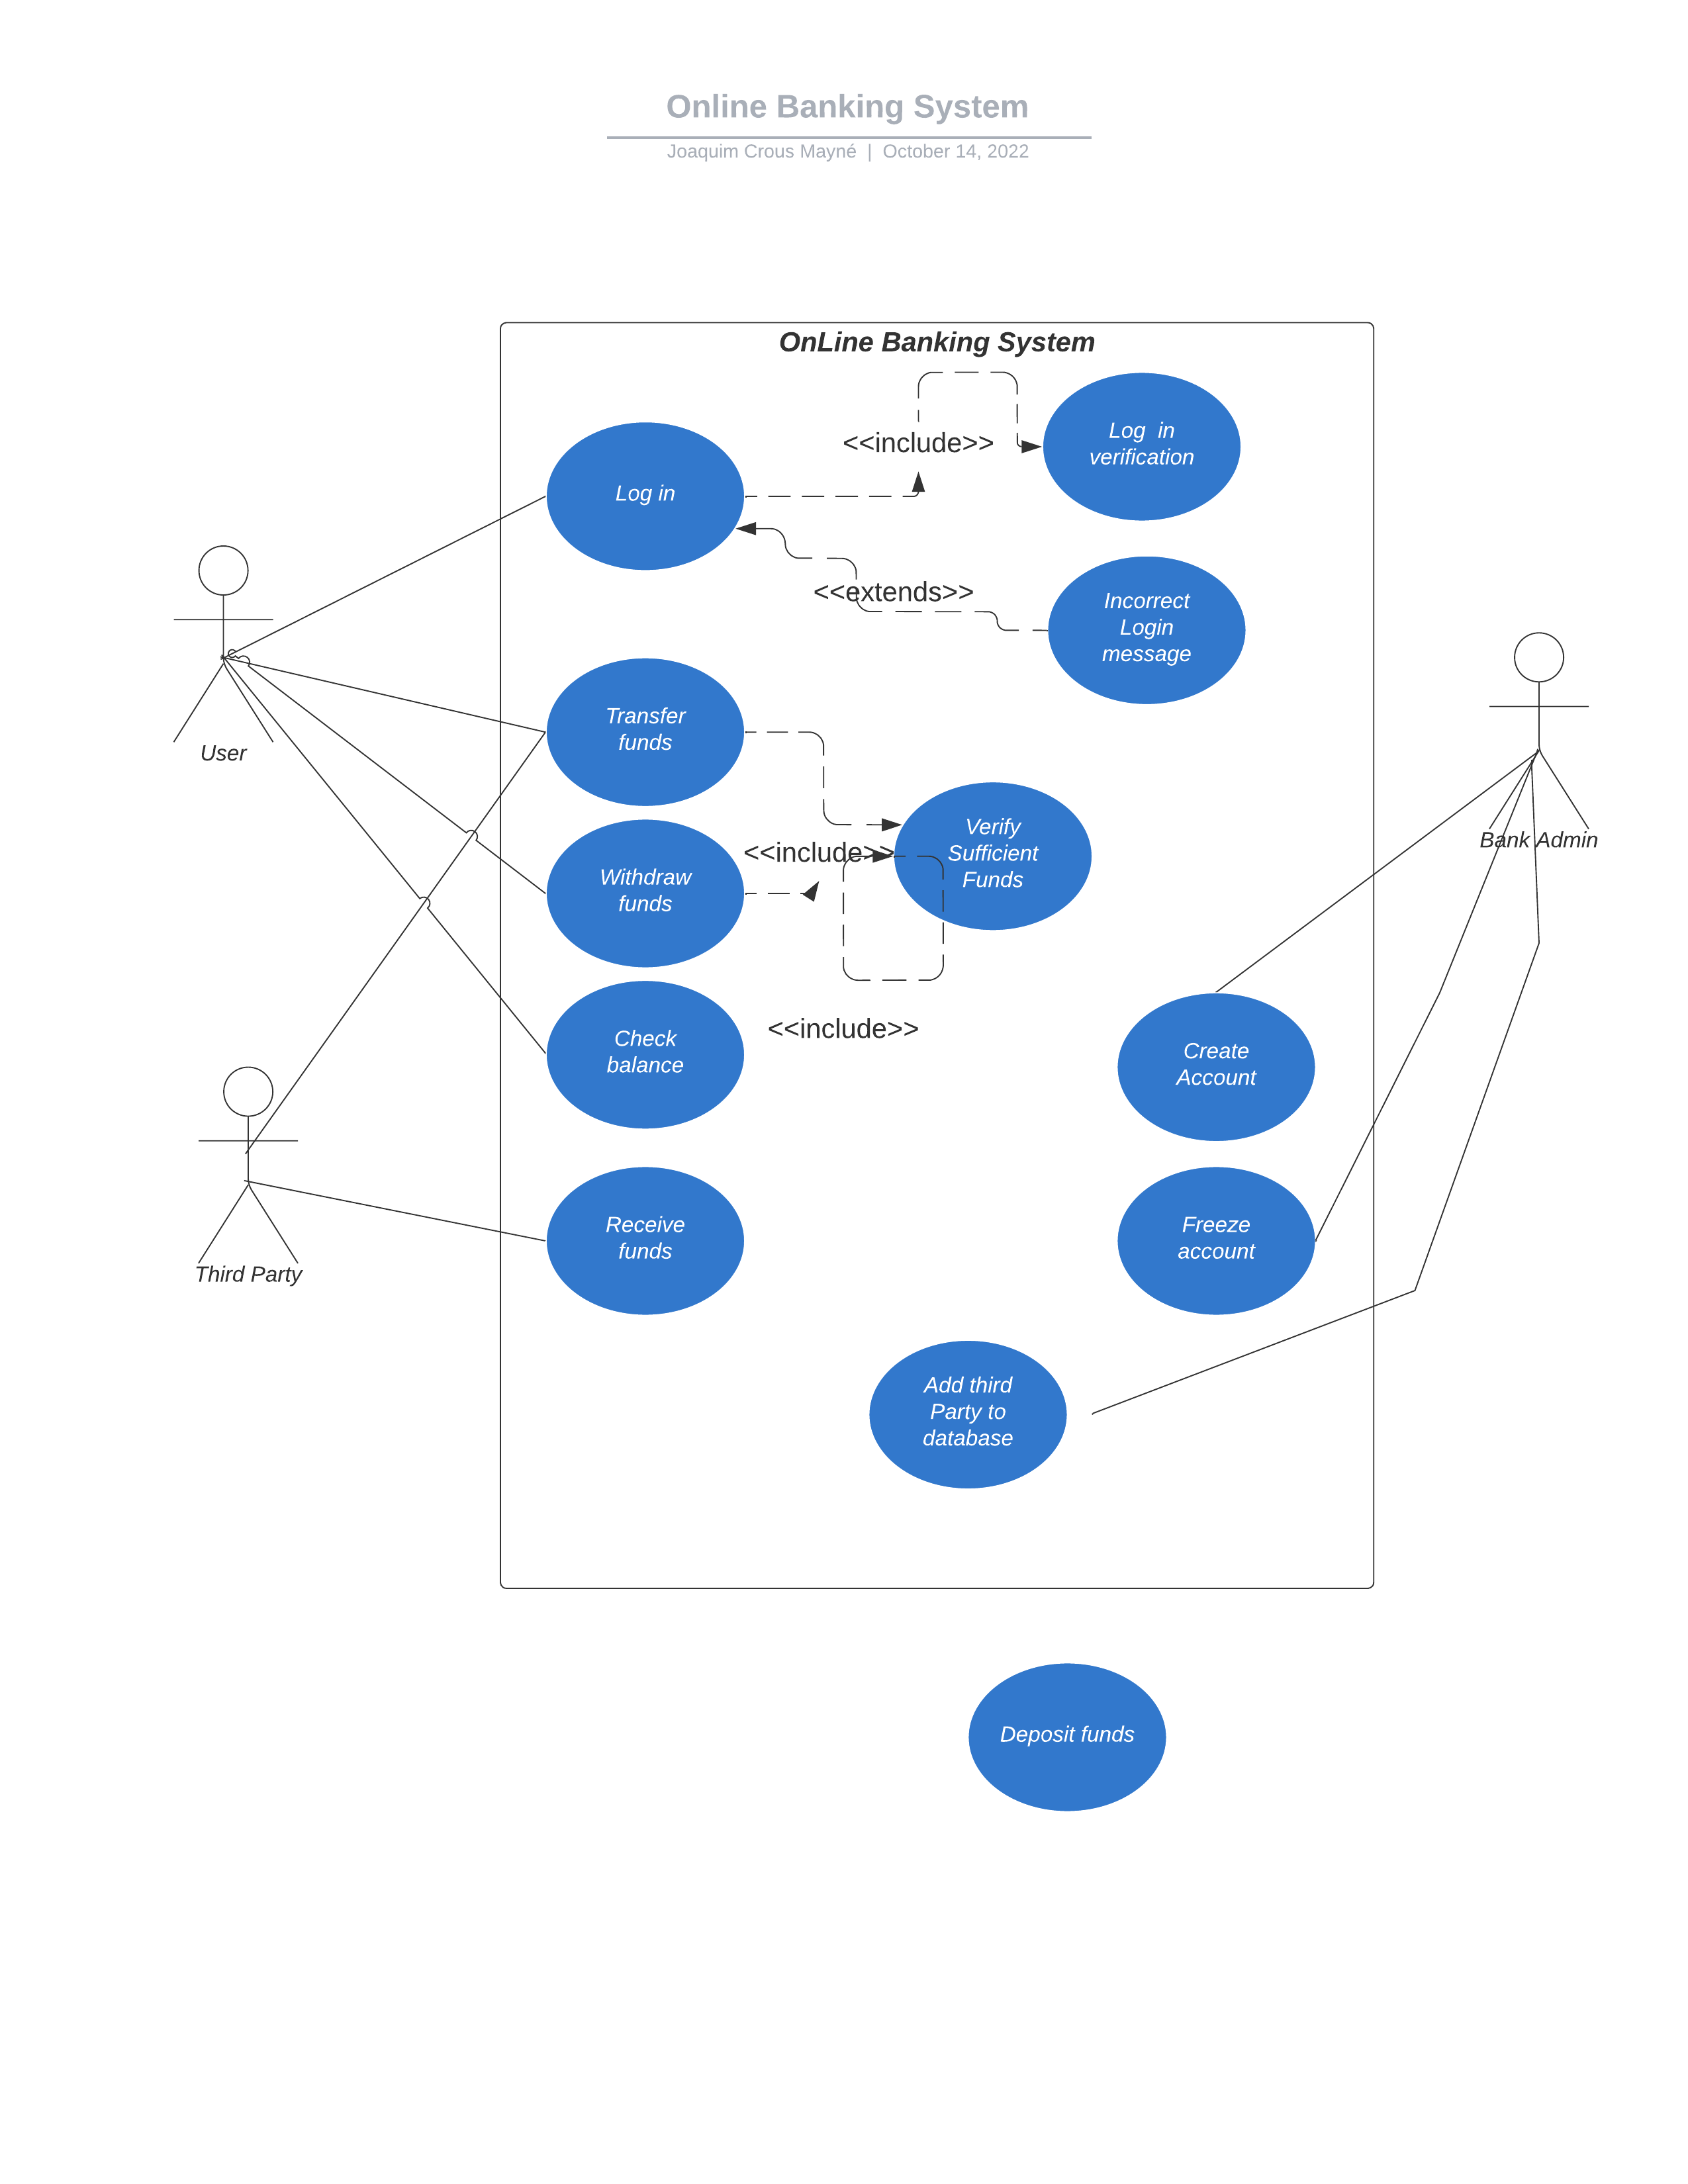 Online Banking System
Joaquim Crous Mayné | October 14, 2022
OnLine Banking System
Log in
verification
<<include>>
Log in
<<extends>>
Incorrect
Login
message
User
Transfer
funds
Bank Admin
Verify
Sufficient
Funds
<<include>>
Withdraw
funds
Check
balance
<<include>>
Create
Account
Third Party
Receive
funds
Freeze
account
Add third
Party to
database
Deposit funds